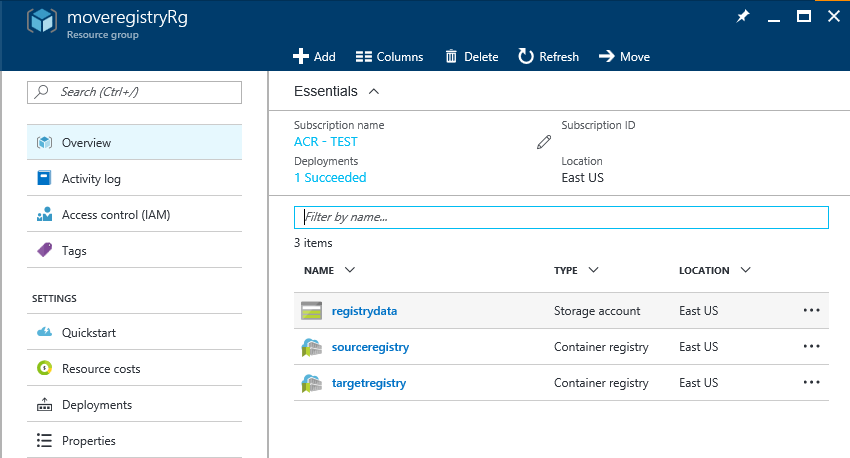 moveregistryRg
Resource group
Add Columns Delete Refresh Move
Search (Ctrl+/)
Overview
Activity log
Access control (IAM)
Tags
SETTINGS
Quickstart
Resource costs
Deployments
Properties
Essentials
Subscription name Subscription ID
ACR - TEST
Deployments Location
1 Succeeded East US
Filter by name...
3 items
NAME TYPE LOCATION
registrydata Storage account East US
sourceregistry Container registry East US
targetregistry Container registry East US